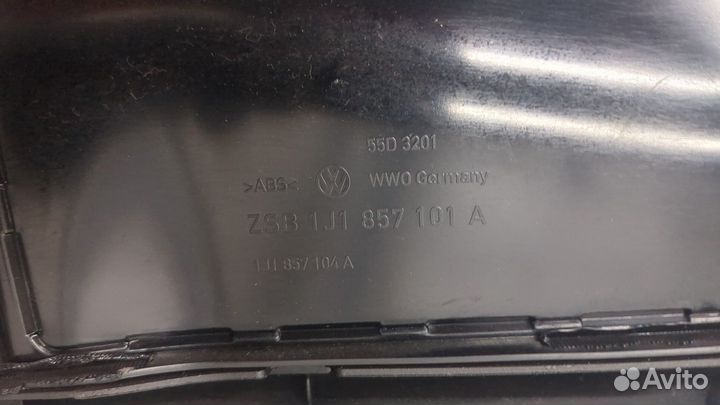 55D 3201
>ABS< WWO Germany
ZSB 1J1 857 101 A
1J1 857 104 A
Avito